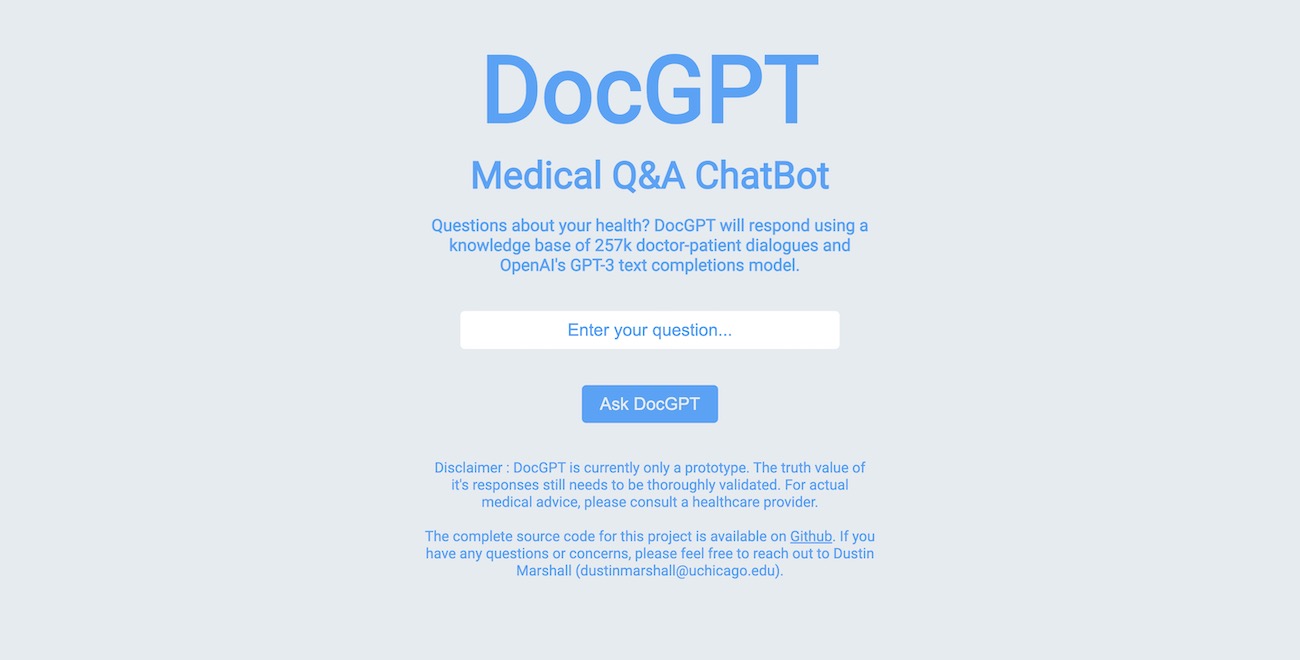 DocGPT
Medical Q&A ChatBot
Questions about your health? DocGPT will respond using a
knowledge base of 257k doctor-patient dialogues and
OpenAI's GPT-3 text completions model.
Enter your question...
Ask DocGPT
Disclaimer : DocGPT is currently only a prototype. The truth value of
it's responses still needs to be thoroughly validated. For actual
medical advice, please consult a healthcare provider.
The complete source code for this project is available on Github. If you
have any questions or concerns, please feel free to reach out to Dustin
Marshall (dustinmarshall@uchicago.edu).